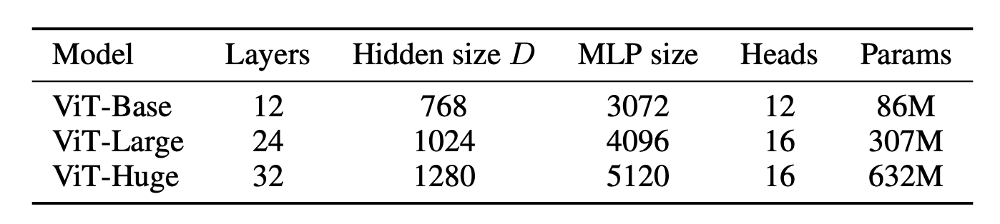 Model Layers Hidden size D MLP size Heads Params
ViT-Base 12 768 3072 12 86M
ViT-Large 24 1024 4096 16 307M
ViT-Huge 32 1280 5120 16 632M